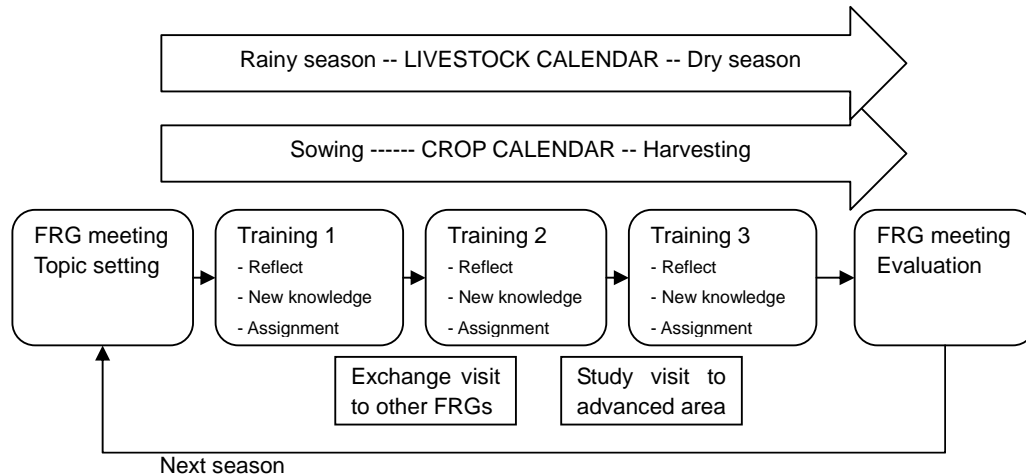 Rainy season -- LIVESTOCK CALENDAR -- Dry season
Sowing ------ CROP CALENDAR -- Harvesting
FRG meeting
Topic setting
Training 1
- Reflect
- New knowledge
- Assignment
Training 2
- Reflect
- New knowledge
- Assignment
Training 3
- Reflect
- New knowledge
- Assignment
FRG meeting
Evaluation
Exchange visit
to other FRGs
Study visit to
advanced area
Next season